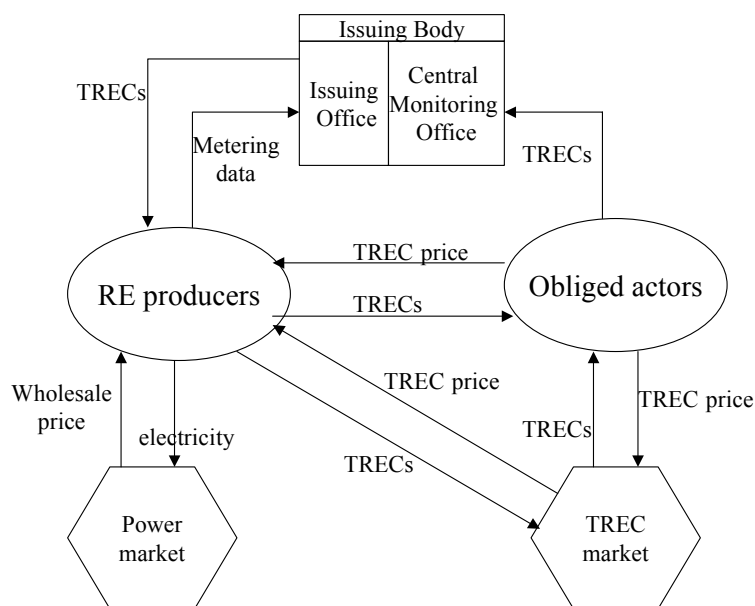 Issuing Body
Issuing
Office
Central
Monitoring
Office
TRECs
Metering
data
TRECs
TREC price
RE producers
Obliged actors
TRECs
Wholesale
price
TREC price
TREC price
electricity
TRECs
TRECs
Power
market
TREC
market